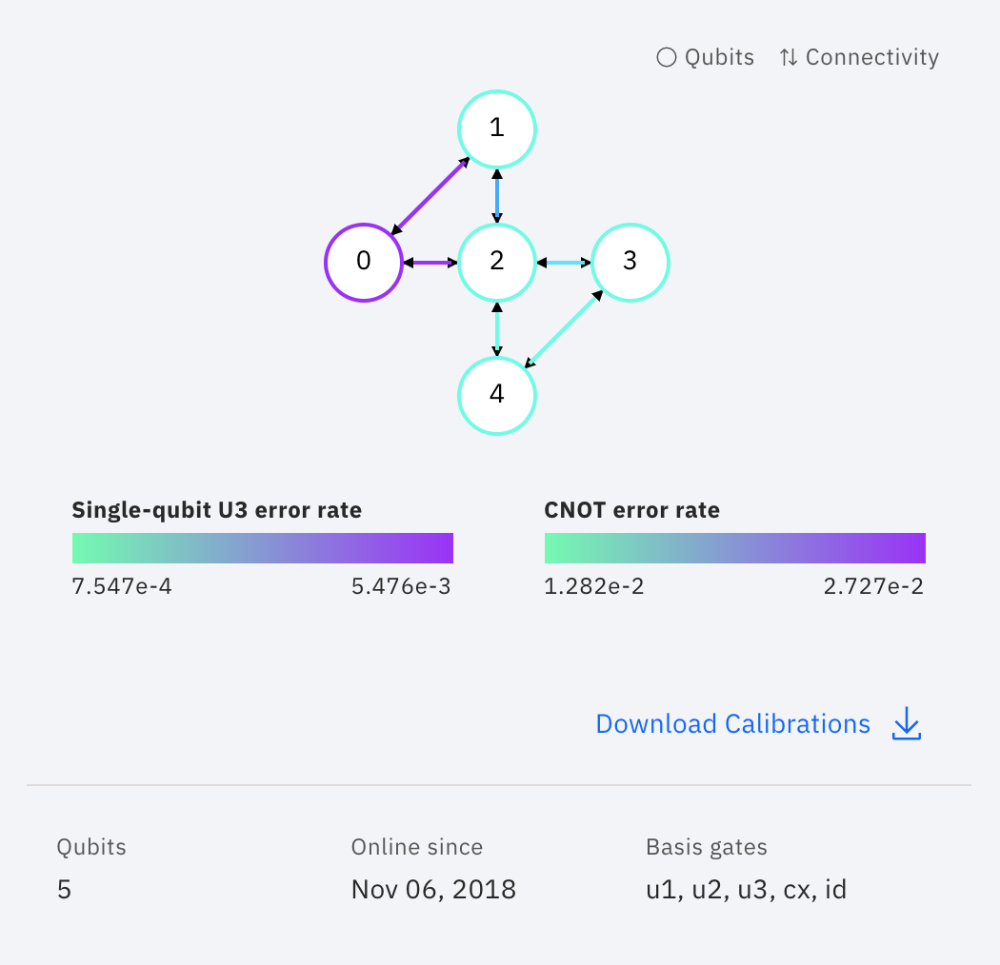 Qubits Connectivity
1
0 2 3
4
Single-qubit U3 error rate CNOT error rate
7.547e-4 5.476e-3 1.282e-2 2.727e-2
Download Calibrations
Qubits Online since Basis gates
5 Nov 06, 2018 u1, u2, u3, cx, id